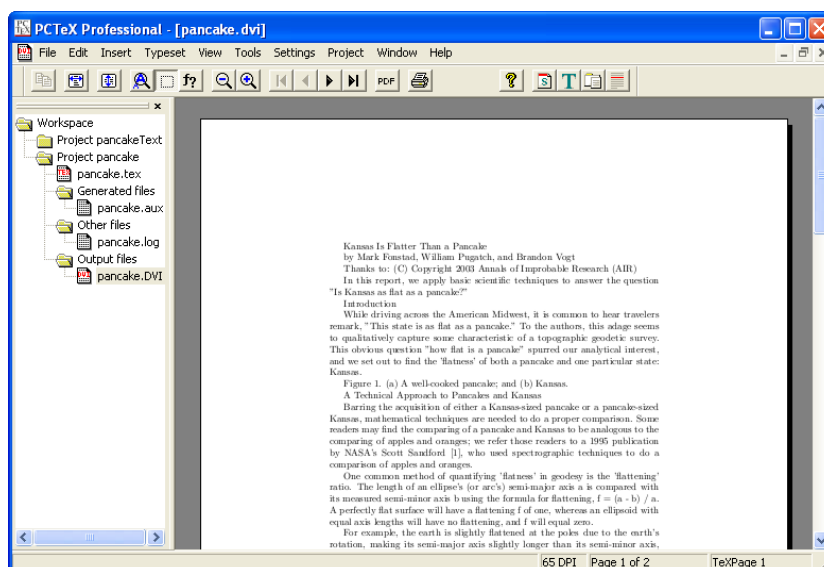 PCTeX Professional - [pancake.dvi]
File Edit Insert Typeset View Tools Settings Project Window Help
f? PDF ? S T
Workspace
Project pancakeText
Project pancake
pancake.tex
Generated files
pancake.aux
Other files
pancake.log
Output files
pancake.DVI
Kansas Is Flatter Than a Pancake
by Mark Fonstad, William Pugatch, and Brandon Vogt
Thanks to: (C) Copyright 2003 Annals of Improbable Research (AIR)
In this report, we apply basic scientific techniques to answer the question
"Is Kansas as flat as a pancake?"
Introduction
While driving across the American Midwest, it is common to hear travelers
remark, "This state is as flat as a pancake." To the authors, this adage seems
to qualitatively capture some characteristic of a topographic geodetic survey.
This obvious question "how flat is a pancake" spurred our analytical interest,
and we set out to find the 'flatness' of both a pancake and one particular state:
Kansas.
Figure 1. (a) A well-cooked pancake; and (b) Kansas.
A Technical Approach to Pancakes and Kansas
Barring the acquisition of either a Kansas-sized pancake or a pancake-sized
Kansas, mathematical techniques are needed to do a proper comparison. Some
readers may find the comparing of a pancake and Kansas to be analogous to the
comparing of apples and oranges; we refer those readers to a 1995 publication
by NASA's Scott Sandford [1], who used spectrographic techniques to do a
comparison of apples and oranges.
One common method of quantifying 'flatness' in geodesy is the 'flattening'
ratio. The length of an ellipse's (or arc's) semi-major axis a is compared with
its measured semi-minor axis b using the formula for flattening, f = (a - b) / a.
A perfectly flat surface will have a flattening f of one, whereas an ellipsoid with
equal axis lengths will have no flattening, and f will equal zero.
For example, the earth is slightly flattened at the poles due to the earth's
rotation, making its semi-major axis slightly longer than its semi-minor axis,
65 DPI Page 1 of 2 TeXPage 1